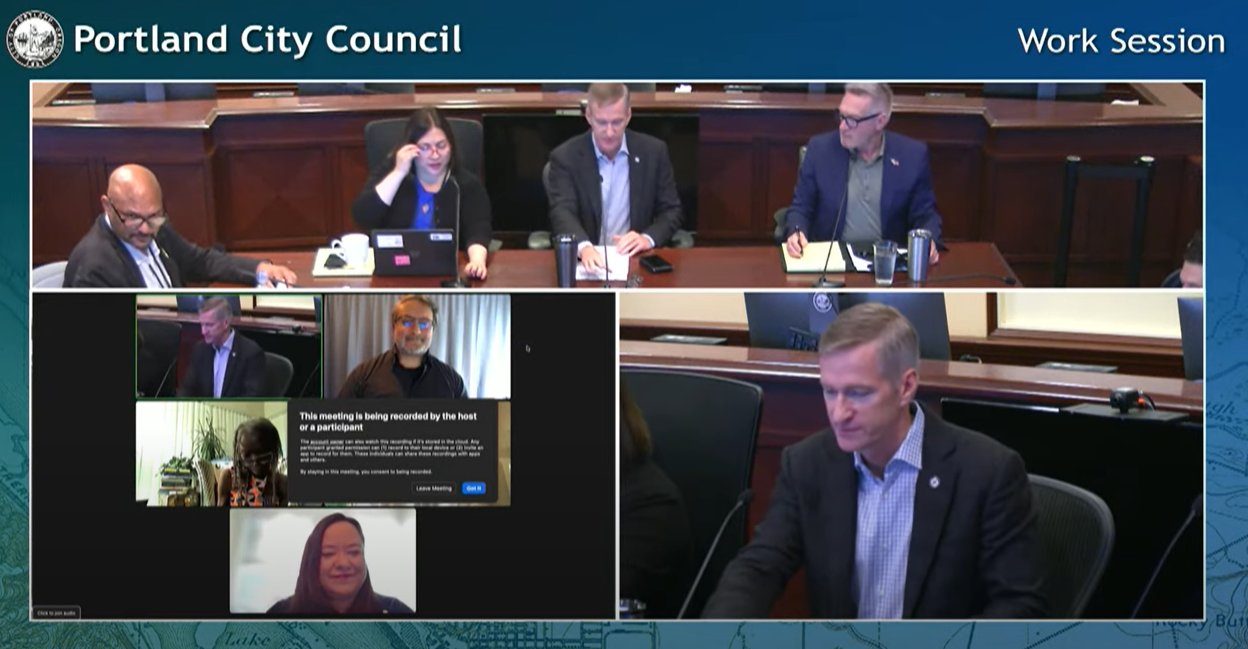 Portland City Council
Work Session
This meeting is being recorded by the host
or a participant
The account owner can also watch this recording if it's stored in the cloud. Any
participant granted permission can (1) record to their local device or (2) invite an
app to record for them. These individuals can share these recordings with apps
and others.
By staying in this meeting, you consent to being recorded.
Leave Meeting
Got it
Click to join audio
Lake
Rocky But